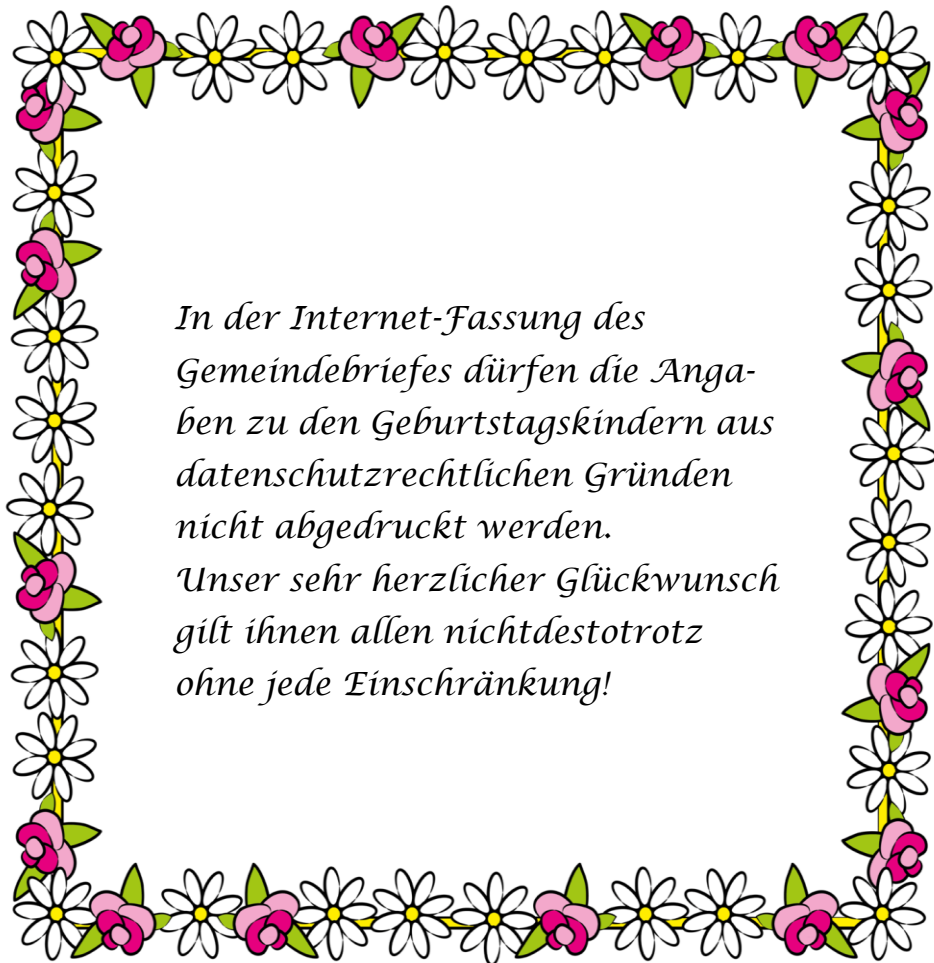 In der Internet-Fassung des
Gemeindebriefes dürfen die Anga-
ben zu den Geburtstagskindern aus
datenschutzrechtlichen Gründen
nicht abgedruckt werden.
Unser sehr herzlicher Glückwunsch
gilt ihnen allen nichtdestotrotz
ohne jede Einschränkung!